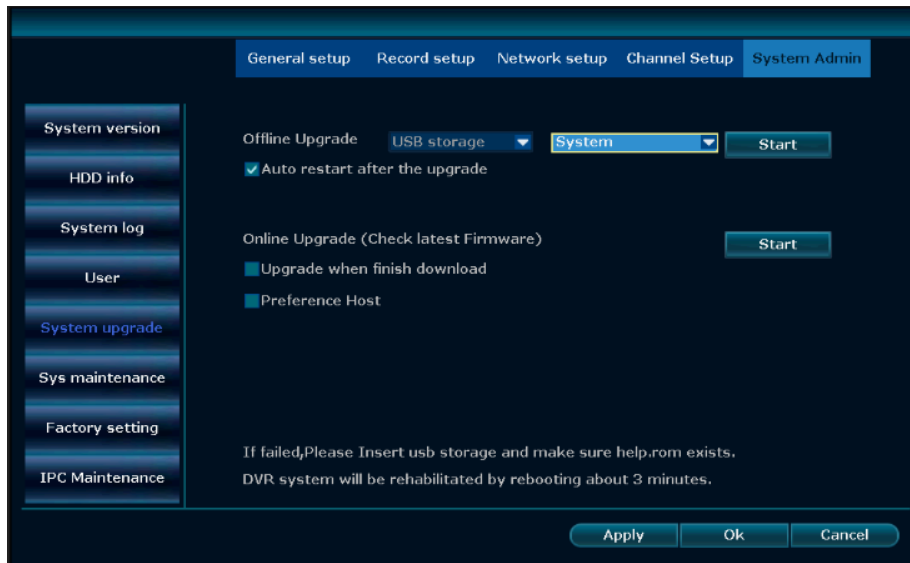 General setup Record setup Network setup Channel Setup System Admin
System version
HDD info
System log
User
System upgrade
Sys maintenance
Factory setting
IPC Maintenance
Offline Upgrade USB storage System Start
Auto restart after the upgrade
Online Upgrade (Check latest Firmware) Start
Upgrade when finish download
Preference Host
If failed,Please Insert usb storage and make sure help.rom exists.
DVR system will be rehabilitated by rebooting about 3 minutes.
Apply Ok Cancel